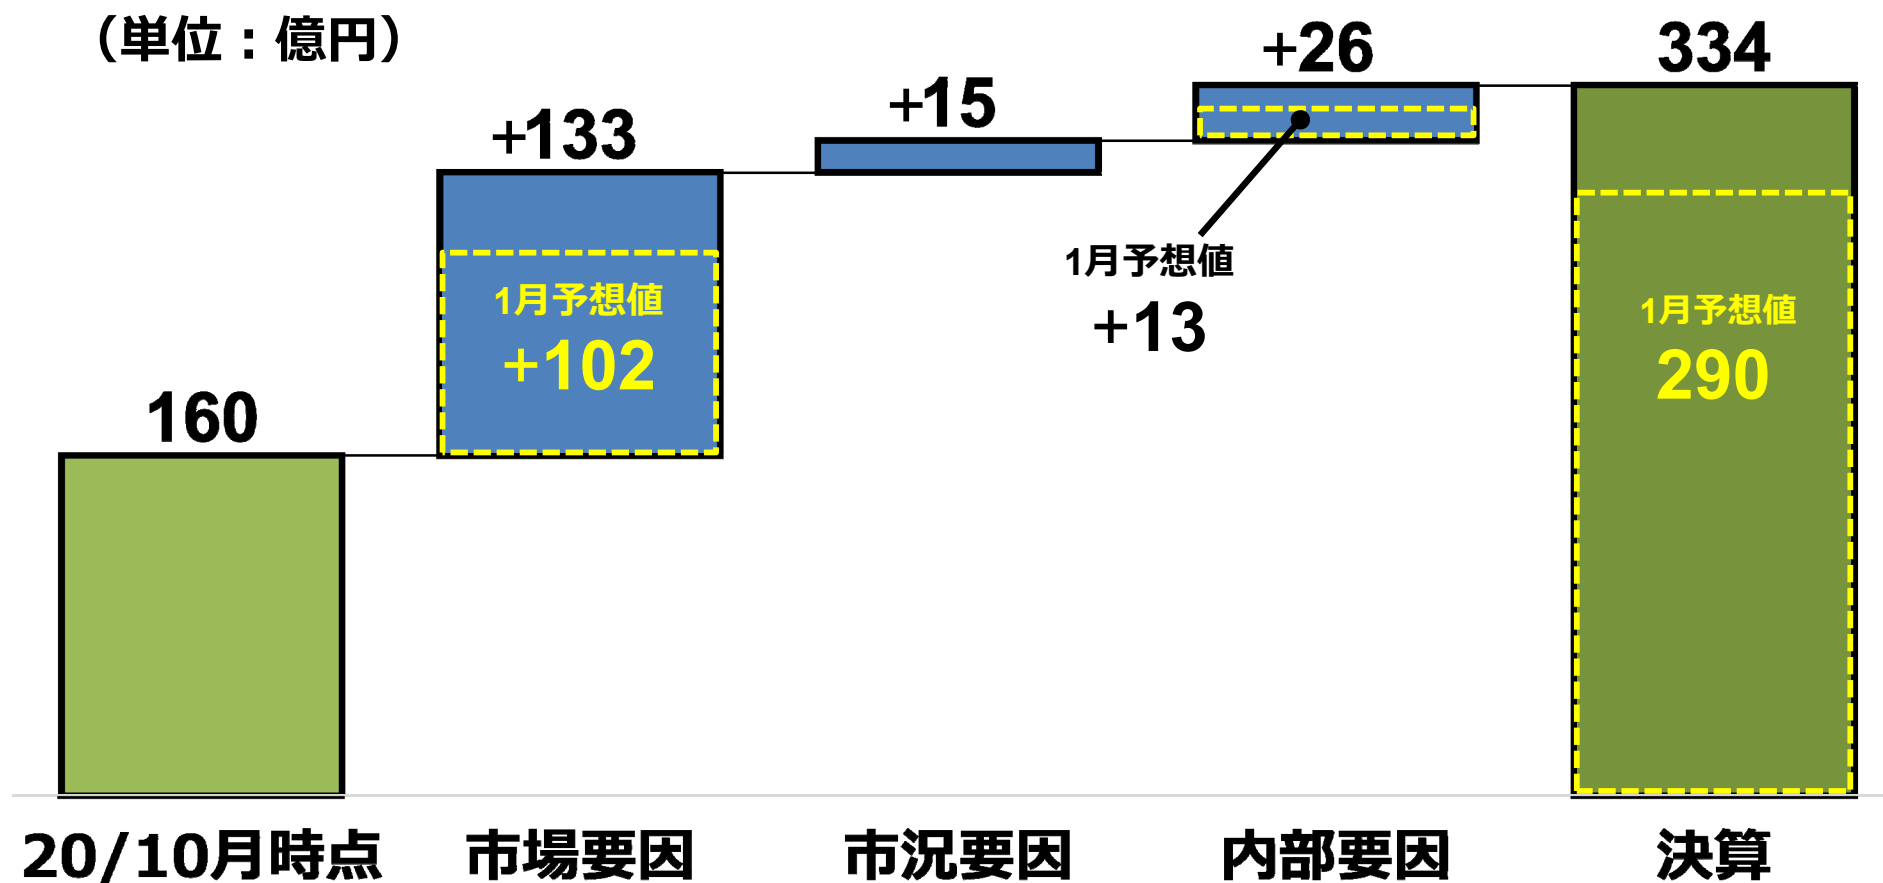 （単位：億円）
160
+133
1月予想値
+102
+15
+26
1月予想値
+13
334
1月予想値
290
20/10月時点
市場要因
市況要因
内部要因
決算